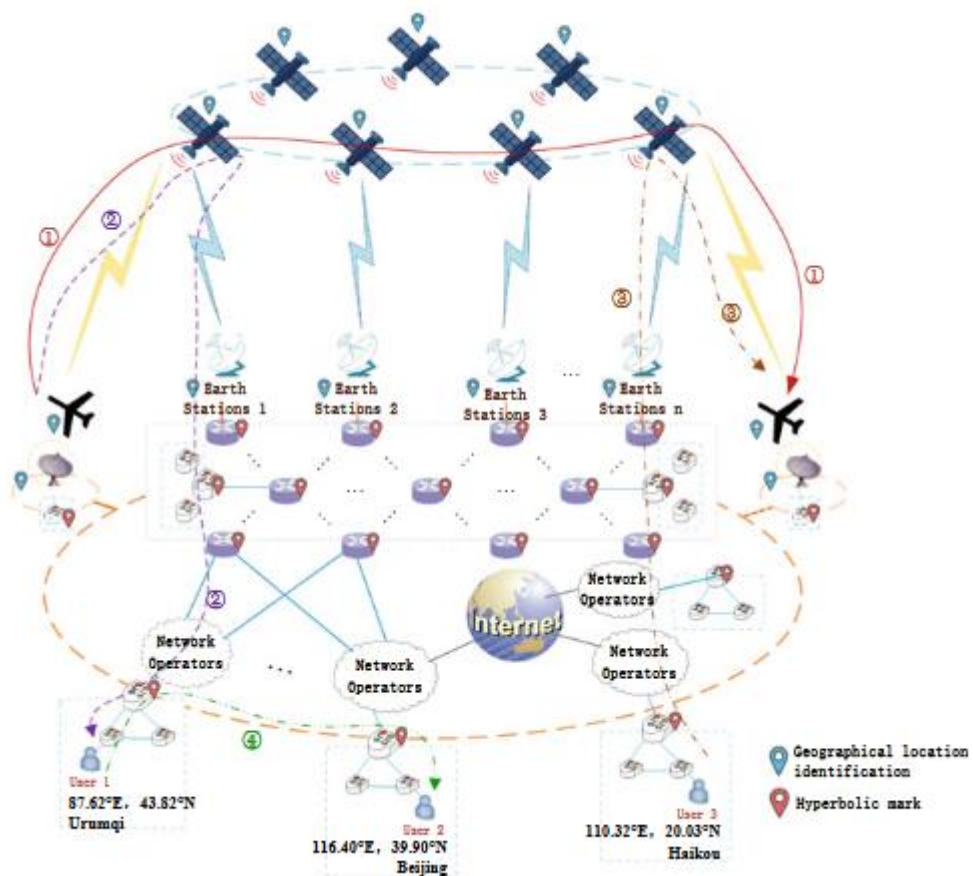 ②
①
①
③
③
...
Earth
Stations 1
Earth
Stations 2
Earth
Stations 3
Earth
Stations n
...
...
...
...
...
...
...
...
②
Network
Operators
Network
Operators
Internet
Network
Operators
Network
Operators
...
④
User 1
87.62°E, 43.82°N
Urumqi
User 2
116.40°E, 39.90°N
Beijing
User 3
110.32°E, 20.03°N
Haikou
Geographical location
identification
Hyperbolic mark